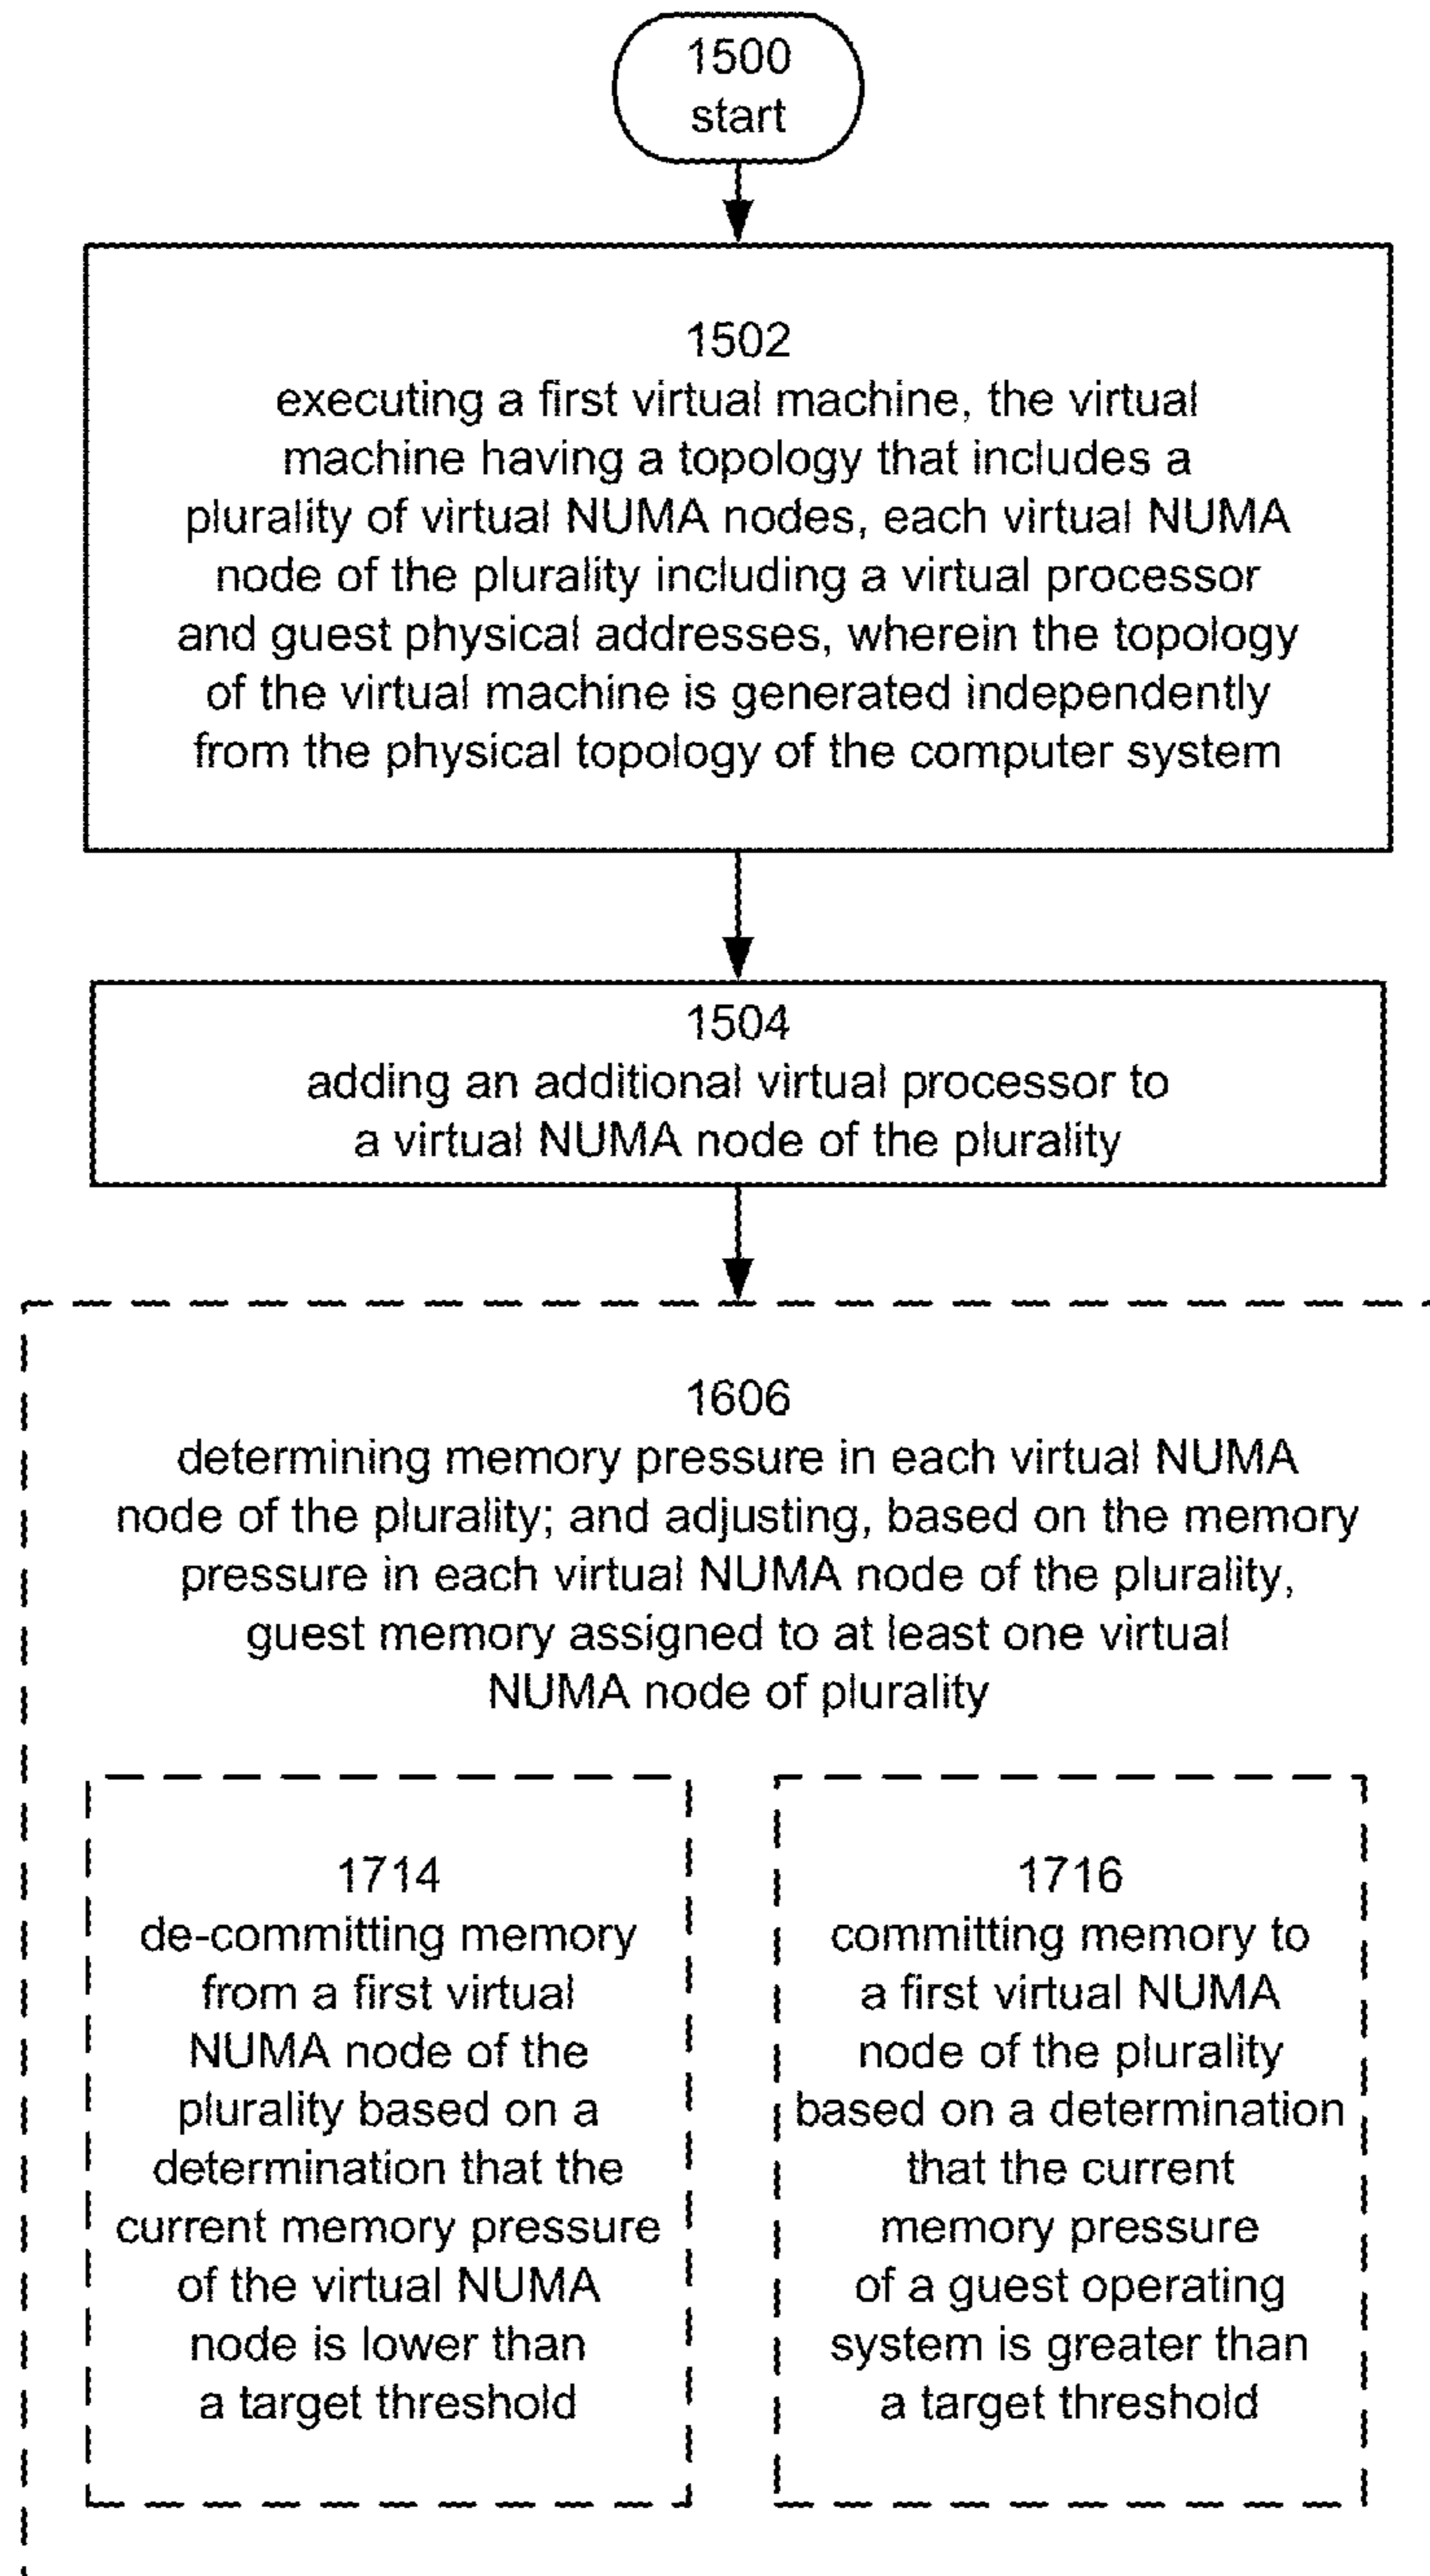 1500
start
1502
executing a first virtual machine, the virtual
machine having a topology that includes a
plurality of virtual NUMA nodes, each virtual NUMA
node of the plurality including a virtual processor
and guest physical addresses, wherein the topology
of the virtual machine is generated independently
from the physical topology of the computer system
1504
adding an additional virtual processor to
a virtual NUMA node of the plurality
1606
determining memory pressure in each virtual NUMA
node of the plurality; and adjusting, based on the memory
pressure in each virtual NUMA node of the plurality,
guest memory assigned to at least one virtual
NUMA node of plurality
1714
de-committing memory
from a first virtual
NUMA node of the
plurality based on a
determination that the
current memory pressure
of the virtual NUMA
node is lower than
a target threshold
1716
committing memory to
a first virtual NUMA
node of the plurality
based on a determination
that the current
memory pressure
of a guest operating
system is greater than
a target threshold